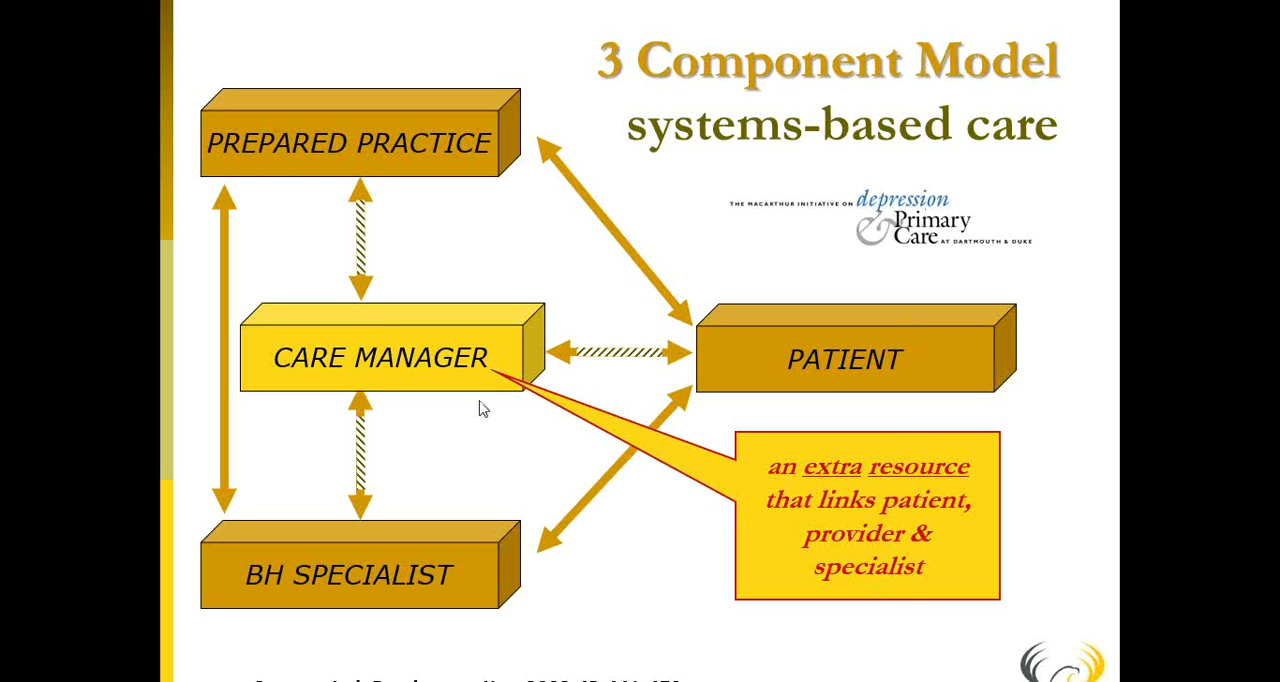 3 Component Model
systems-based care
PREPARED PRACTICE
THE MACARTHUR INITIATIVE ON depression
& Primary
Care AT DARTMOUTH & DUKE
CARE MANAGER
PATIENT
an extra resource
that links patient,
provider &
specialist
BH SPECIALIST